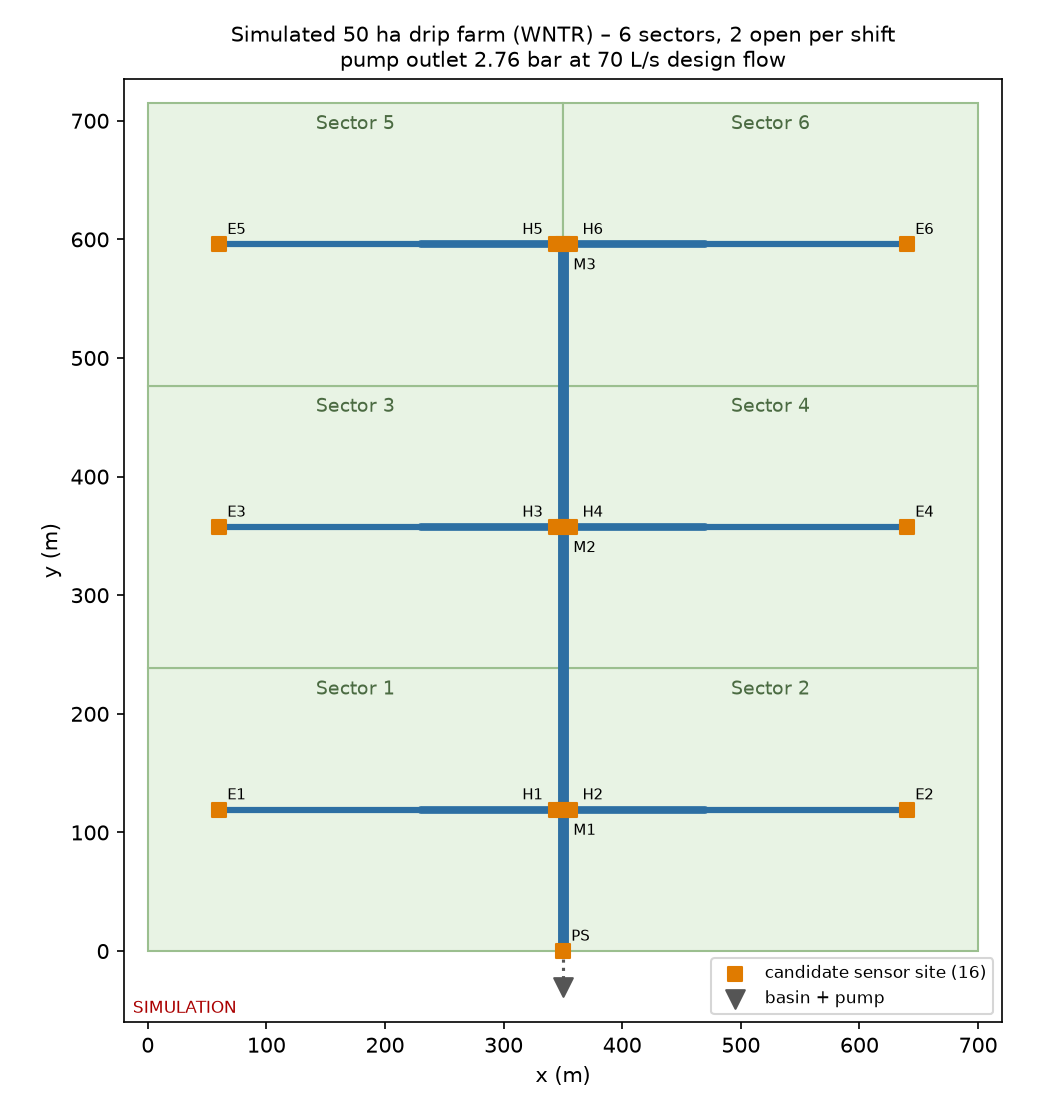 Simulated 50 ha drip farm (WNTR) – 6 sectors, 2 open per shift
pump outlet 2.76 bar at 70 L/s design flow
700
Sector 5
Sector 6
600
E5
H5
H6
E6
M3
500
Sector 3
Sector 4
400
E3
H3
H4
E4
M2
y (m)
300
Sector 1
Sector 2
200
E1
H1
H2
E2
M1
100
PS
0
candidate sensor site (16)
basin + pump
SIMULATION
0
100
200
300
400
500
600
700
x (m)